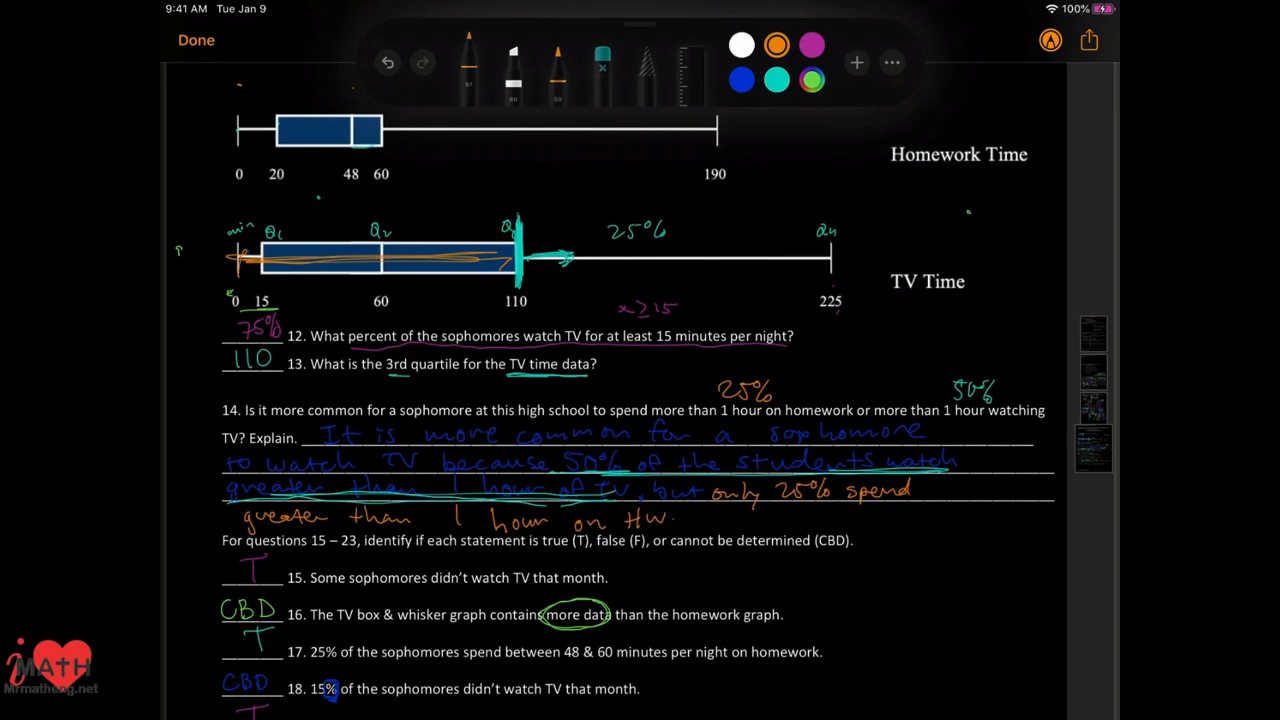 9:41 AM Tue Jan 9 100%
Done
97 80 50
0 20 48 60 190
Homework Time
min Q1 Q2 Q3 25% Q4
0 15 60 110 225
TV Time
x ≥ 15
75% 12. What percent of the sophomores watch TV for at least 15 minutes per night?
110 13. What is the 3rd quartile for the TV time data?
25% 50%
14. Is it more common for a sophomore at this high school to spend more than 1 hour on homework or more than 1 hour watching
TV? Explain. It is more common for a sophomore
to watch TV because 50% of the students watch
greater than 1 hour of TV, but only 25% spend
greater than 1 hour on HW.
For questions 15 – 23, identify if each statement is true (T), false (F), or cannot be determined (CBD).
T 15. Some sophomores didn't watch TV that month.
CBD 16. The TV box & whisker graph contains more data than the homework graph.
T 17. 25% of the sophomores spend between 48 & 60 minutes per night on homework.
CBD 18. 15% of the sophomores didn't watch TV that month.
T
iMATH
Mrmatheng.net